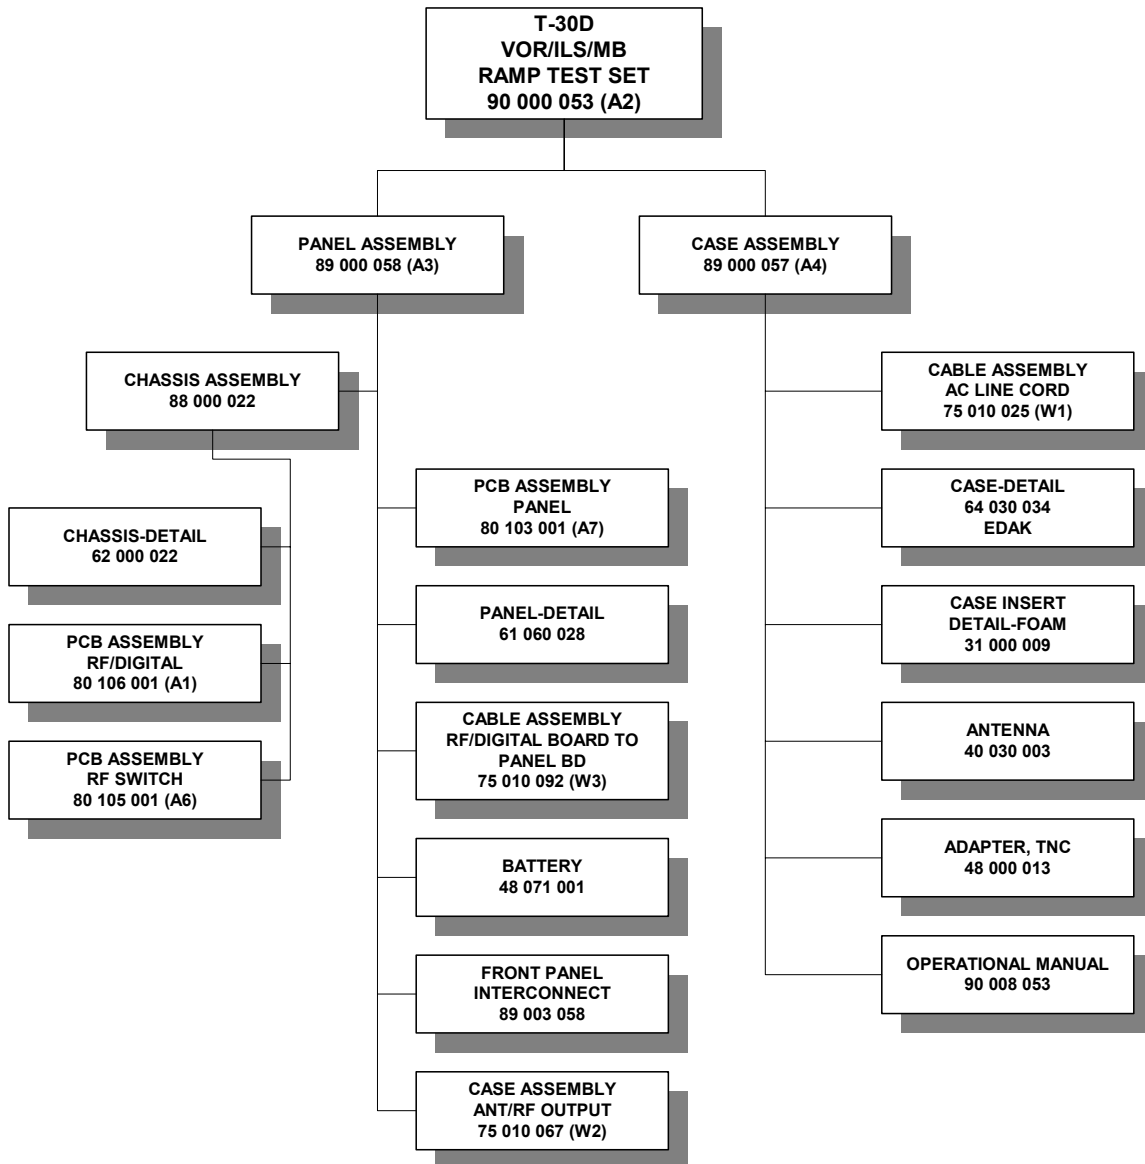 T-30D
VOR/ILS/MB
RAMP TEST SET
90 000 053 (A2)
PANEL ASSEMBLY
89 000 058 (A3)
CASE ASSEMBLY
89 000 057 (A4)
CHASSIS ASSEMBLY
88 000 022
CHASSIS-DETAIL
62 000 022
PCB ASSEMBLY
RF/DIGITAL
80 106 001 (A1)
PCB ASSEMBLY
RF SWITCH
80 105 001 (A6)
PCB ASSEMBLY
PANEL
80 103 001 (A7)
PANEL-DETAIL
61 060 028
CABLE ASSEMBLY
RF/DIGITAL BOARD TO
PANEL BD
75 010 092 (W3)
BATTERY
48 071 001
FRONT PANEL
INTERCONNECT
89 003 058
CASE ASSEMBLY
ANT/RF OUTPUT
75 010 067 (W2)
CABLE ASSEMBLY
AC LINE CORD
75 010 025 (W1)
CASE-DETAIL
64 030 034
EDAK
CASE INSERT
DETAIL-FOAM
31 000 009
ANTENNA
40 030 003
ADAPTER, TNC
48 000 013
OPERATIONAL MANUAL
90 008 053